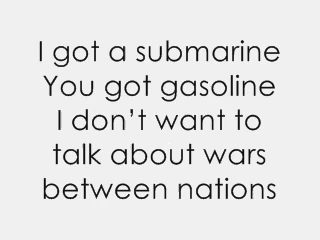 I got a submarine
You got gasoline
I don’t want to
talk about wars
between nations